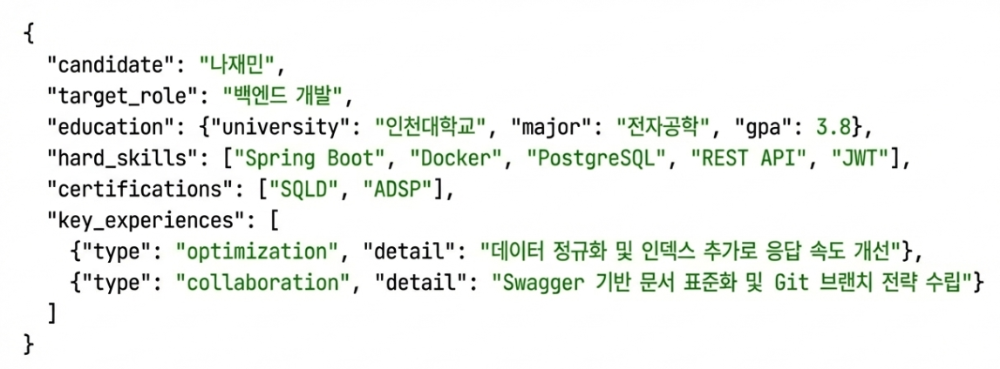 {
  "candidate": "나재민",
  "target_role": "백엔드 개발",
  "education": {"university": "인천대학교", "major": "전자공학", "gpa": 3.8},
  "hard_skills": ["Spring Boot", "Docker", "PostgreSQL", "REST API", "JWT"],
  "certifications": ["SQLD", "ADSP"],
  "key_experiences": [
    {"type": "optimization", "detail": "데이터 정규화 및 인덱스 추가로 응답 속도 개선"},
    {"type": "collaboration", "detail": "Swagger 기반 문서 표준화 및 Git 브랜치 전략 수립"}
  ]
}